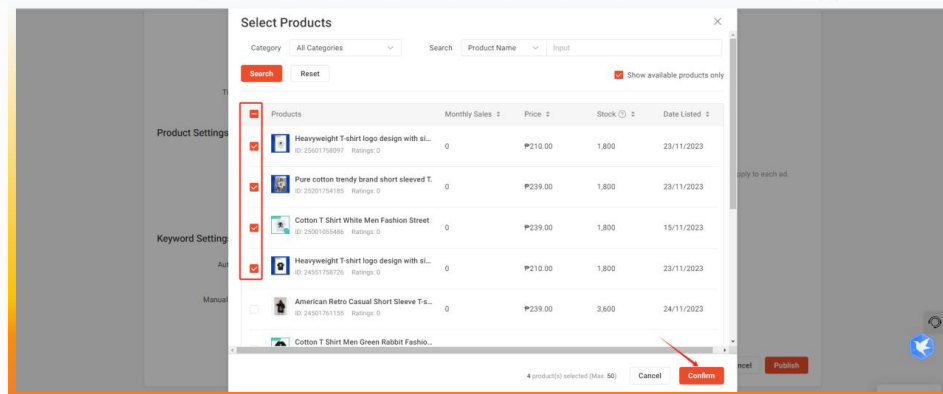 Select Products
Category All Categories Search Product Name Input
Search Reset Show available products only
Products Monthly Sales Price Stock Date Listed
Product Settings
Heavyweight T-shirt logo design with si...
ID: 25601758097 Ratings: 0
0 ₱210.00 1,800 23/11/2023
pply to each ed.
Pure cotton trendy brand short sleeved T.
ID: 25201754185 Ratings: 0
0 ₱239.00 1,800 23/11/2023
Cotton T Shirt White Men Fashion Street
ID: 25001055486 Ratings: 0
0 ₱239.00 1,800 15/11/2023
Keyword Setting
Aut
Heavyweight T-shirt logo design with si...
ID: 24551758726 Ratings: 0
0 ₱210.00 1,800 23/11/2023
Manual
American Retro Casual Short Sleeve T-s...
ID: 24501761155 Ratings: 0
0 ₱239.00 3,600 24/11/2023
Cotton T Shirt Men Green Rabbit Fashio...
4 product(s) selected (Max. 50) Cancel Confirm
ncel Publish